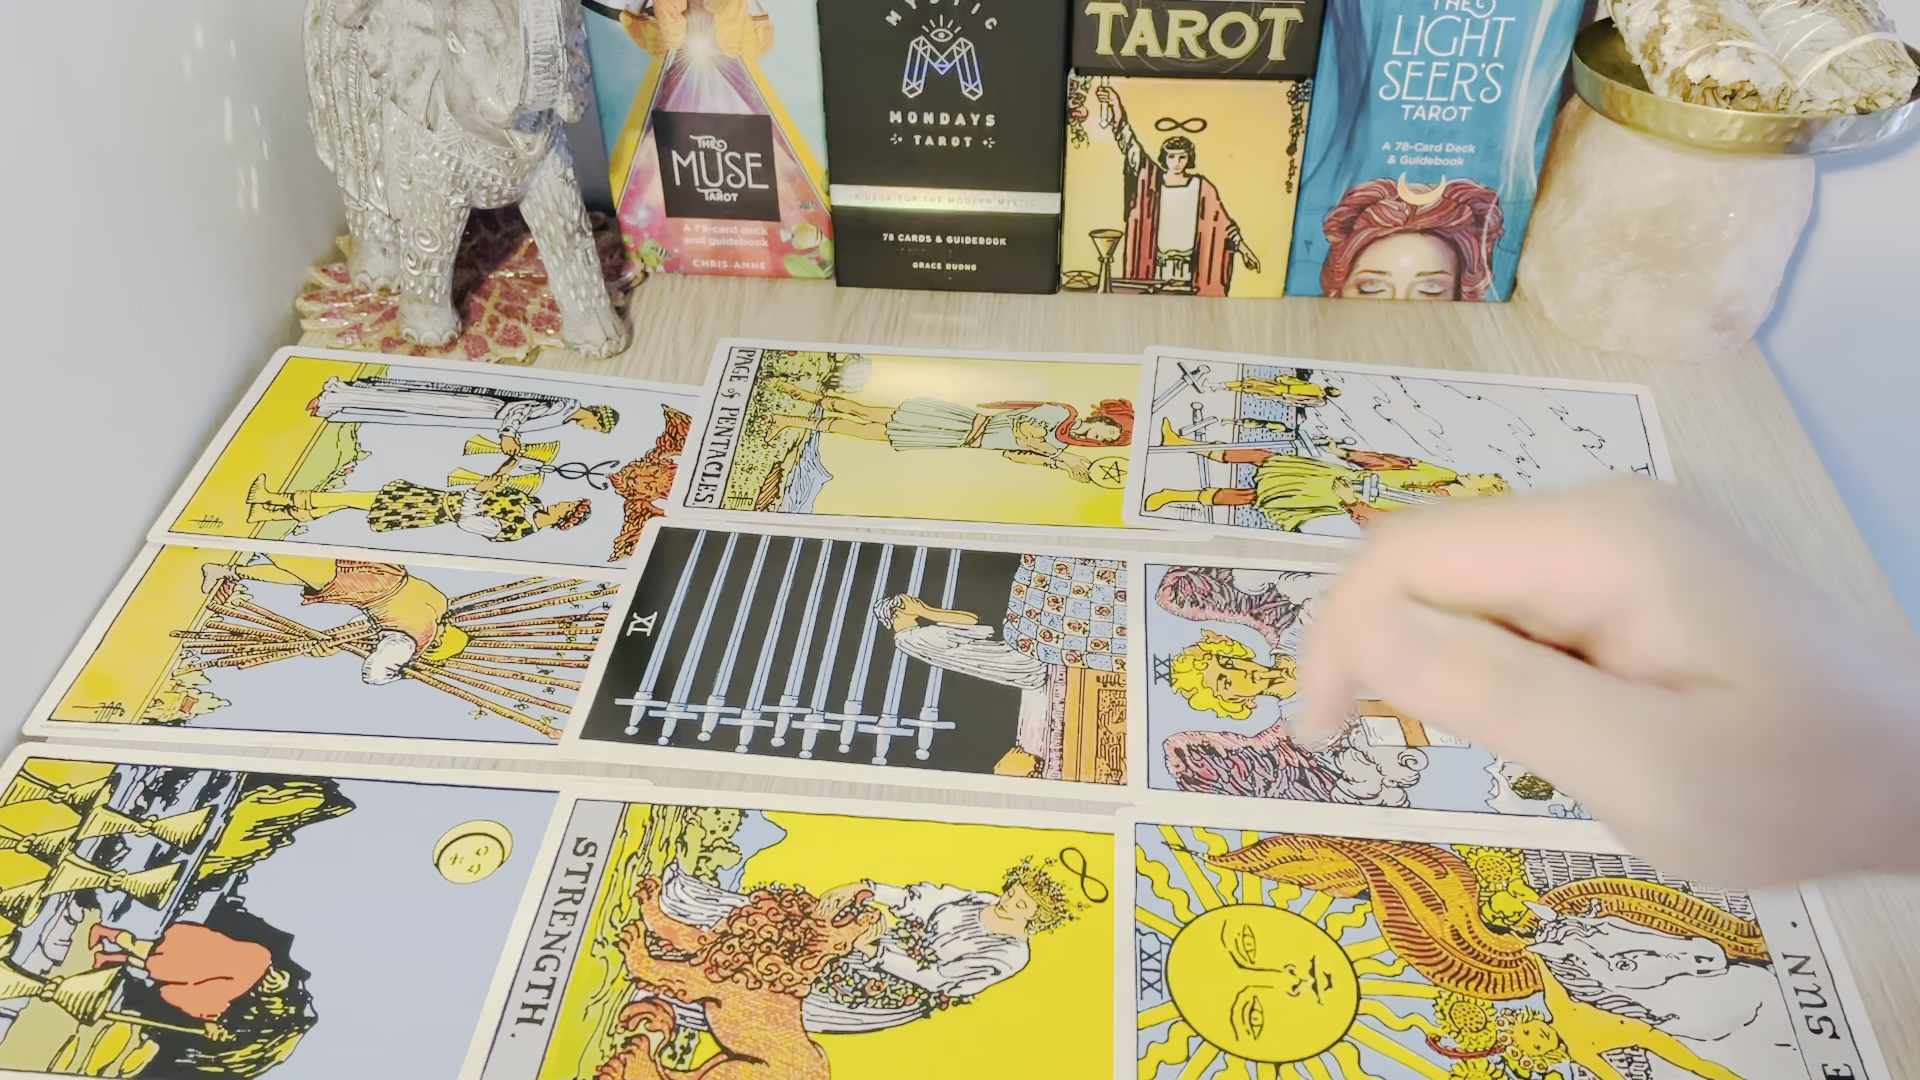 THE
MUSE
TAROT
A 78-card deck
and guidebook
CHRIS-ANNE
MYSTIC
M
MONDAYS
TAROT
A DECK FOR THE MODERN MYSTIC
78 CARDS & GUIDEBOOK
GRACE DUONG
TAROT
THE
LIGHT
SEER'S
TAROT
A 78-Card Deck
& Guidebook
PAGE of PENTACLES.
IX
XX
STRENGTH.
XIX
E SUN.